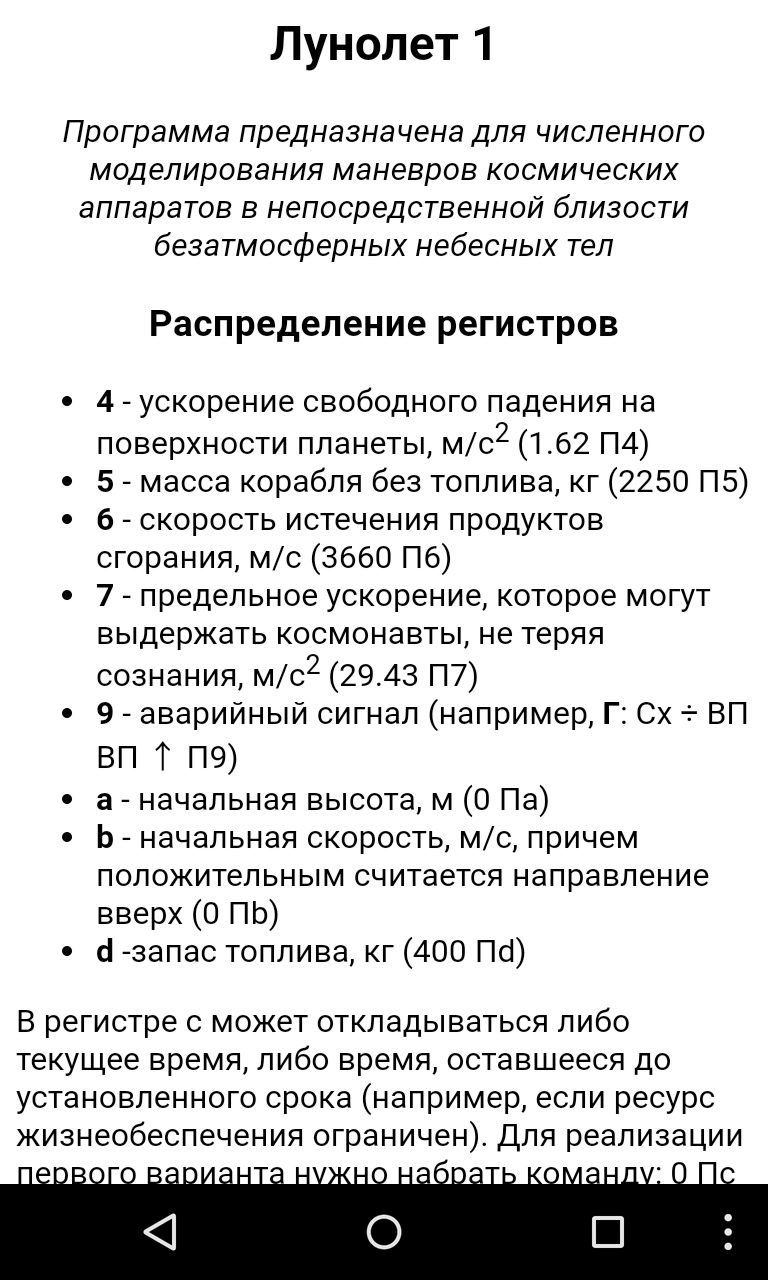 Лунолет 1
Программа предназначена для численного
моделирования маневров космических
аппаратов в непосредственной близости
безатмосферных небесных тел
Распределение регистров
• 4 - ускорение свободного падения на
поверхности планеты, м/с² (1.62 П4)
• 5 - масса корабля без топлива, кг (2250 П5)
• 6 - скорость истечения продуктов
сгорания, м/с (3660 П6)
• 7 - предельное ускорение, которое могут
выдержать космонавты, не теряя
сознания, м/с² (29.43 П7)
• 9 - аварийный сигнал (например, Г: Сх ÷ ВП
ВП ↑ П9)
• a - начальная высота, м (0 Па)
• b - начальная скорость, м/с, причем
положительным считается направление
вверх (0 Пb)
• d -запас топлива, кг (400 Пd)
В регистре с может откладываться либо
текущее время, либо время, оставшееся до
установленного срока (например, если ресурс
жизнеобеспечения ограничен). Для реализации
первого варианта нужно набрать команду: 0 Пс